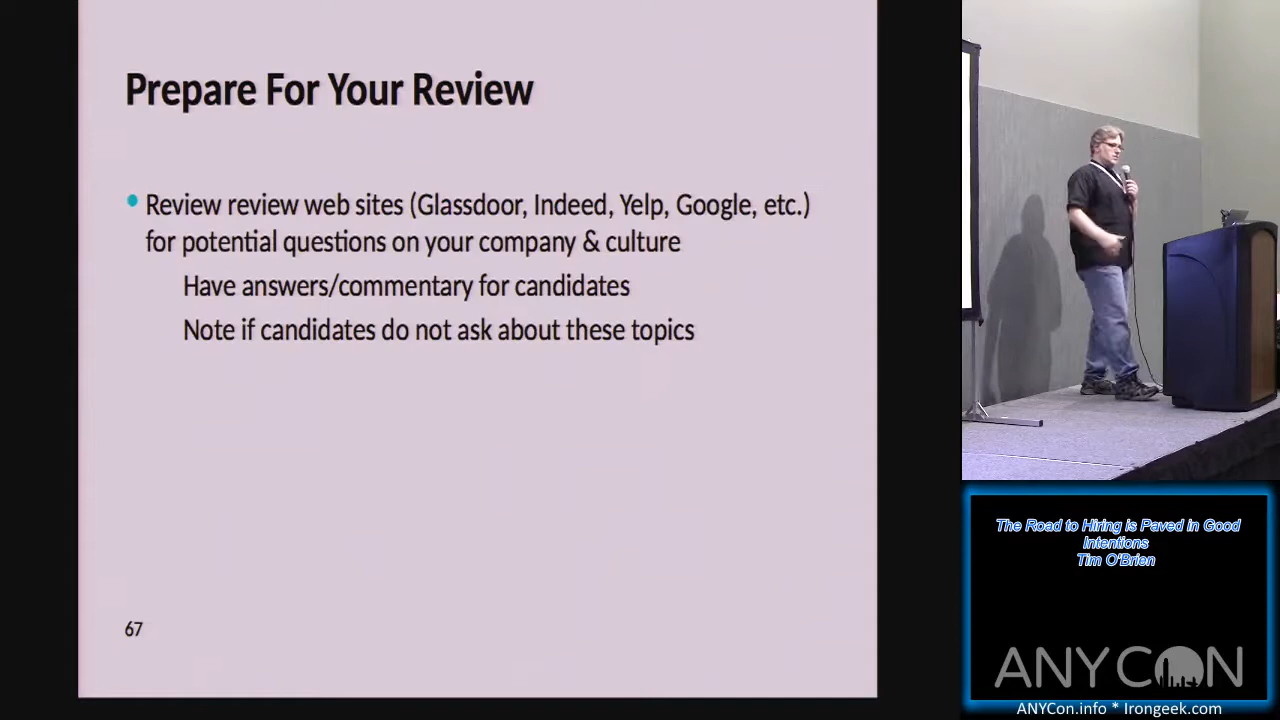 Prepare For Your Review
Review review web sites (Glassdoor, Indeed, Yelp, Google, etc.)
for potential questions on your company & culture
Have answers/commentary for candidates
Note if candidates do not ask about these topics
67
The Road to Hiring is Paved in Good
Intentions
Tim O'Brien
ANYCON
ANYCon.info * Irongeek.com